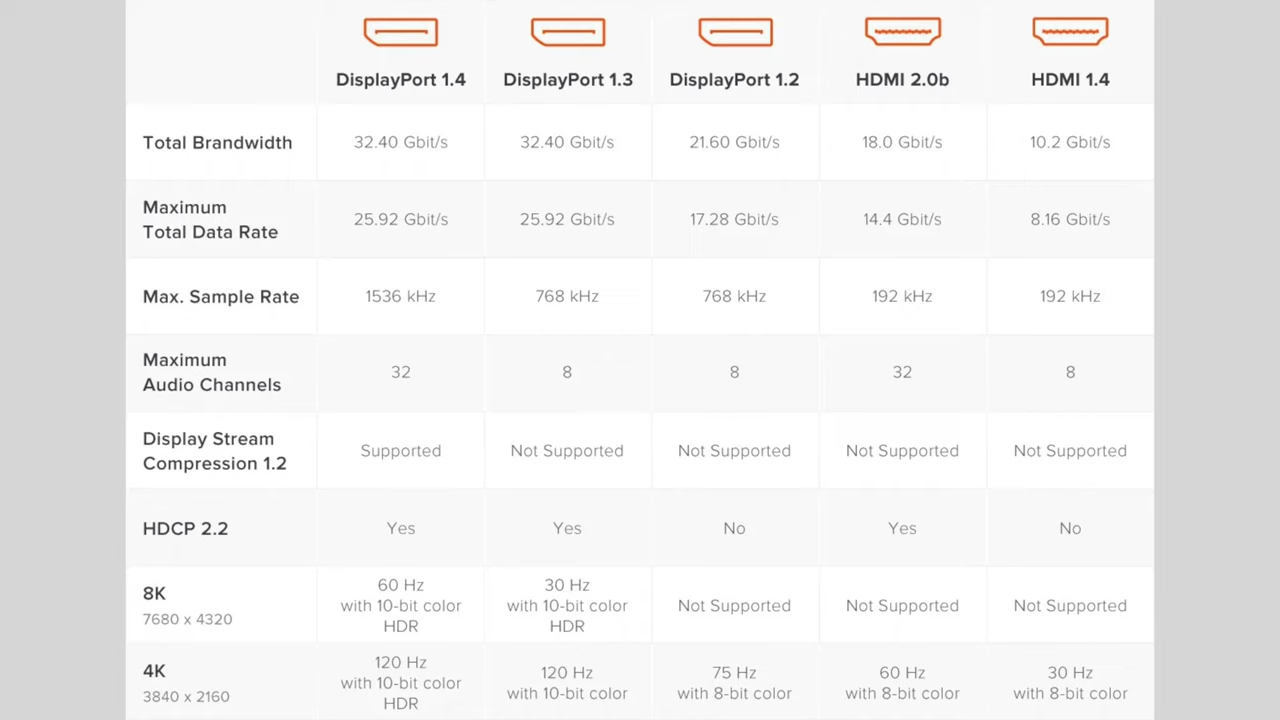 DisplayPort 1.4 DisplayPort 1.3 DisplayPort 1.2 HDMI 2.0b HDMI 1.4
Total Brandwidth 32.40 Gbit/s 32.40 Gbit/s 21.60 Gbit/s 18.0 Gbit/s 10.2 Gbit/s
Maximum
Total Data Rate 25.92 Gbit/s 25.92 Gbit/s 17.28 Gbit/s 14.4 Gbit/s 8.16 Gbit/s
Max. Sample Rate 1536 kHz 768 kHz 768 kHz 192 kHz 192 kHz
Maximum
Audio Channels 32 8 8 32 8
Display Stream
Compression 1.2 Supported Not Supported Not Supported Not Supported Not Supported
HDCP 2.2 Yes Yes No Yes No
8K
7680 x 4320
60 Hz
with 10-bit color
HDR
30 Hz
with 10-bit color
HDR
Not Supported Not Supported Not Supported
4K
3840 x 2160
120 Hz
with 10-bit color
HDR
120 Hz
with 10-bit color
75 Hz
with 8-bit color
60 Hz
with 8-bit color
30 Hz
with 8-bit color